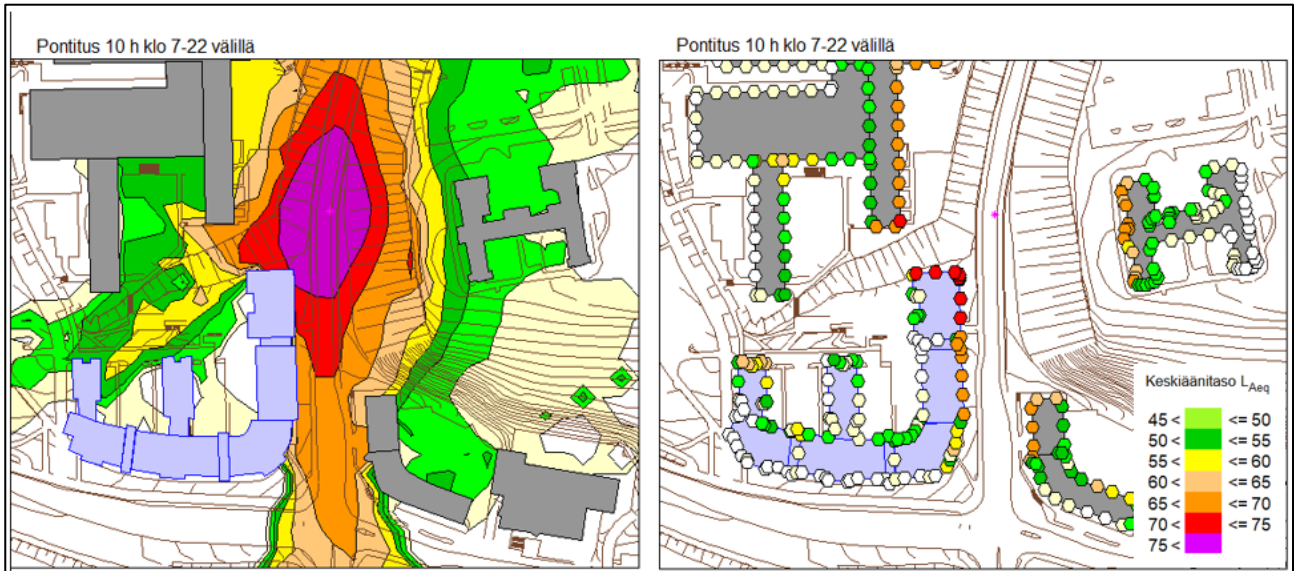 Pontitus 10 h klo 7-22 välillä
Pontitus 10 h klo 7-22 välillä
Keskiäänitaso LAeq
45 < <= 50
50 < <= 55
55 < <= 60
60 < <= 65
65 < <= 70
70 < <= 75
75 <